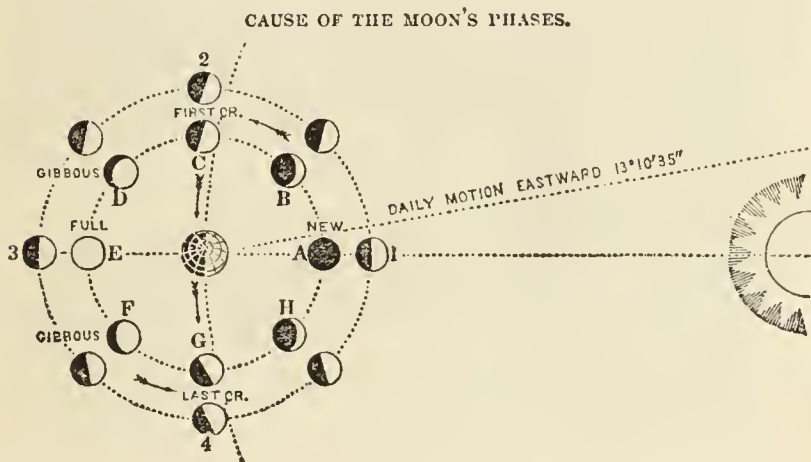 CAUSE OF THE MOON'S PHASES.
2
FIRST QR.
C
GIBBOUS
D
B
DAILY MOTION EASTWARD 13°10'35"
FULL
NEW
3
E
A
1
F
H
GIBBOUS
G
LAST QR.
4